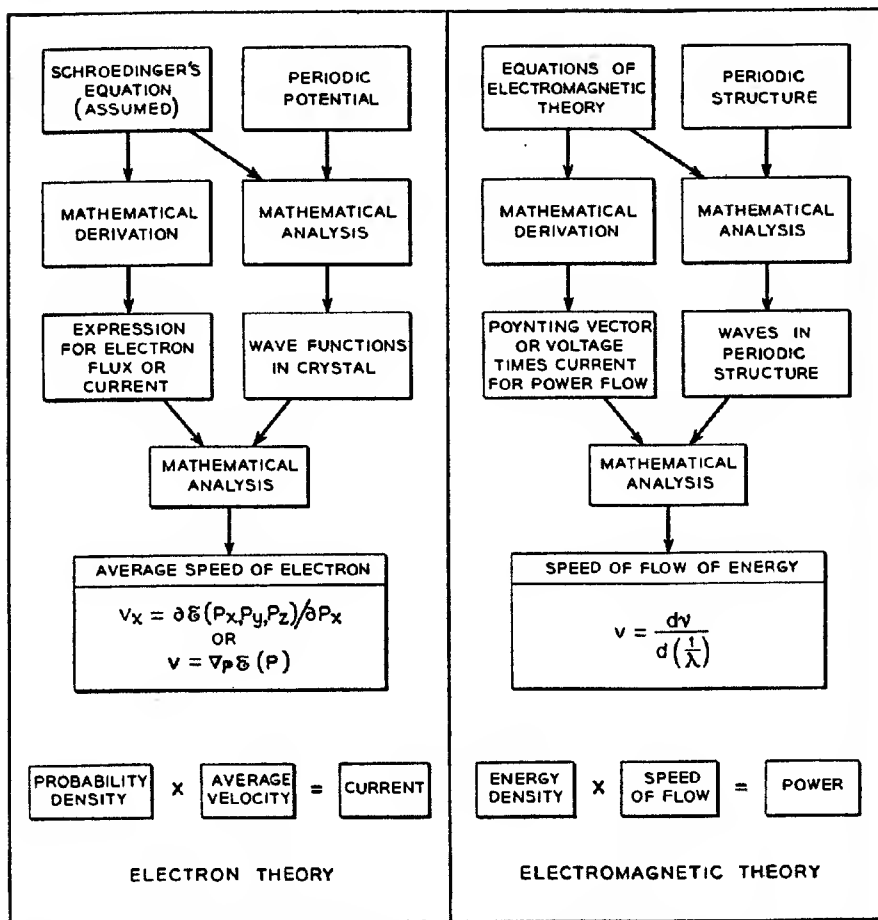 SCHROEDINGER'S
EQUATION
(ASSUMED)
PERIODIC
POTENTIAL
MATHEMATICAL
DERIVATION
MATHEMATICAL
ANALYSIS
EXPRESSION
FOR ELECTRON
FLUX OR
CURRENT
WAVE FUNCTIONS
IN CRYSTAL
MATHEMATICAL
ANALYSIS
AVERAGE SPEED OF ELECTRON
Vx = ∂ℰ(Px,Py,Pz)/∂Px
OR
v = ∇pℰ(P)
PROBABILITY
DENSITY
X
AVERAGE
VELOCITY
=
CURRENT
ELECTRON THEORY
EQUATIONS OF
ELECTROMAGNETIC
THEORY
PERIODIC
STRUCTURE
MATHEMATICAL
DERIVATION
MATHEMATICAL
ANALYSIS
POYNTING VECTOR
OR VOLTAGE
TIMES CURRENT
FOR POWER FLOW
WAVES IN
PERIODIC
STRUCTURE
MATHEMATICAL
ANALYSIS
SPEED OF FLOW OF ENERGY
v = dν / d(1/λ)
ENERGY
DENSITY
X
SPEED
OF FLOW
=
POWER
ELECTROMAGNETIC THEORY